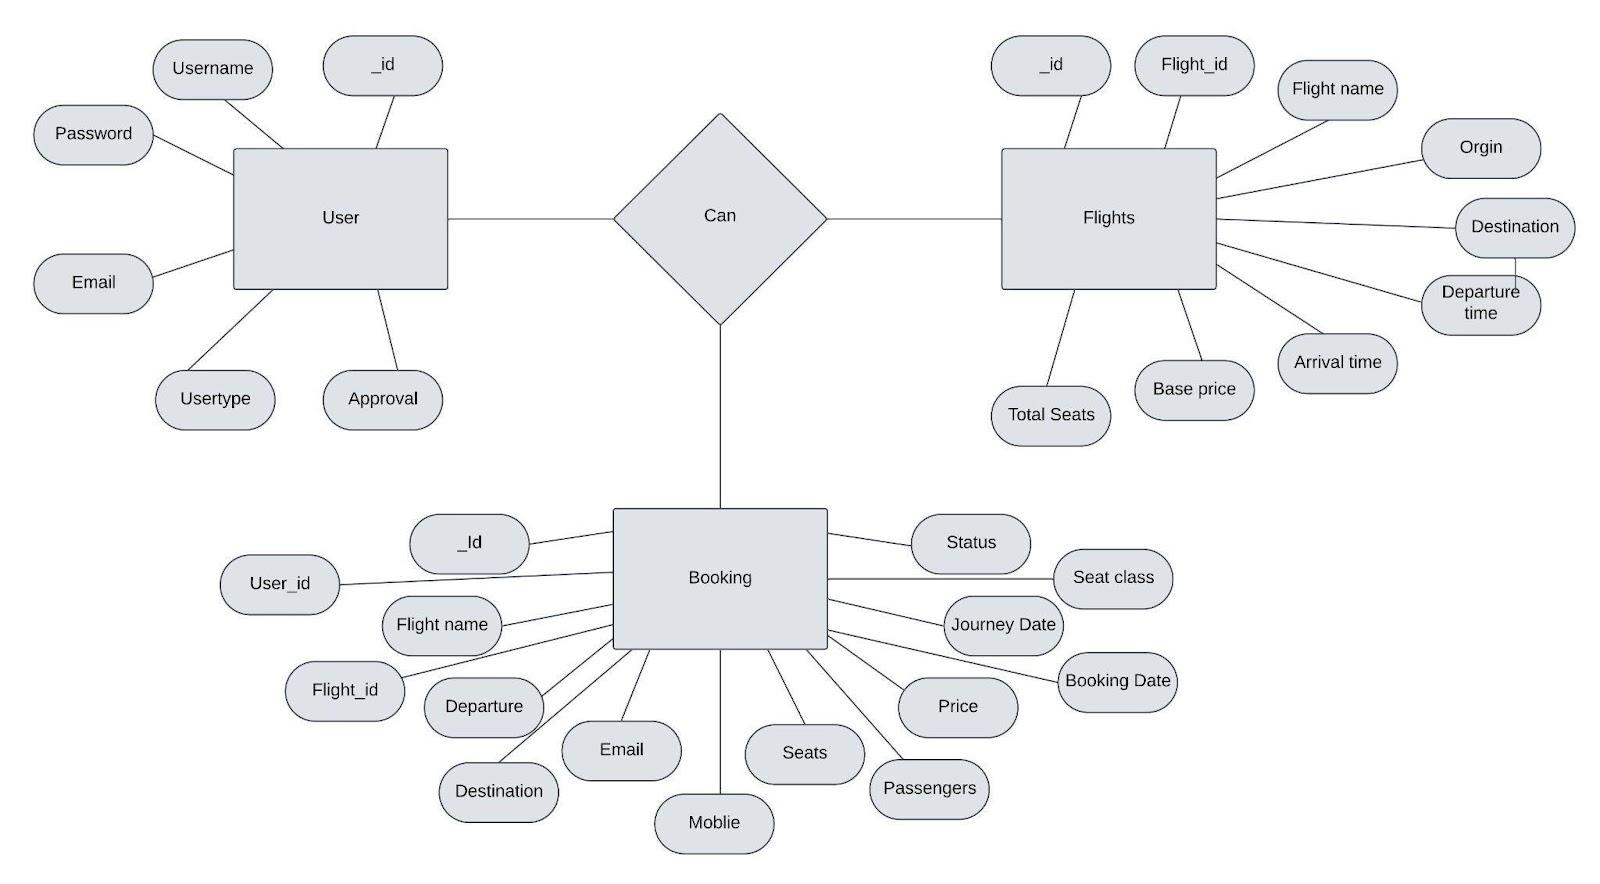 Username
_id
Password
User
Email
Usertype
Approval
Can
_id
Flight_id
Flight name
Orgin
Flights
Destination
Departure
time
Arrival time
Base price
Total Seats
_Id
User_id
Flight name
Flight_id
Departure
Destination
Booking
Email
Moblie
Seats
Passengers
Price
Status
Seat class
Journey Date
Booking Date